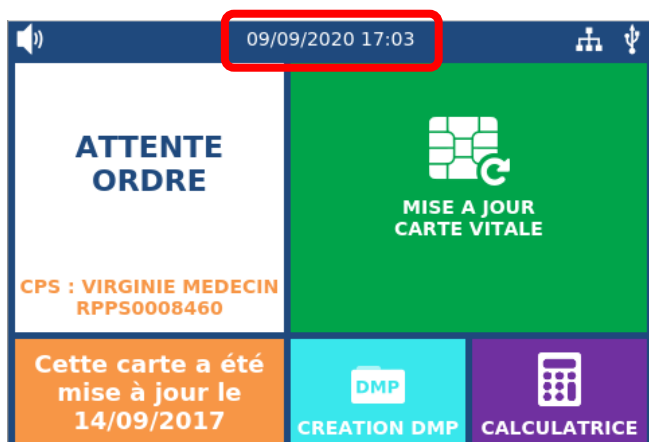 09/09/2020 17:03
ATTENTE
ORDRE
CPS : VIRGINIE MEDECIN
RPPS0008460
MISE A JOUR
CARTE VITALE
Cette carte a été
mise à jour le
14/09/2017
DMP
CREATION DMP
CALCULATRICE